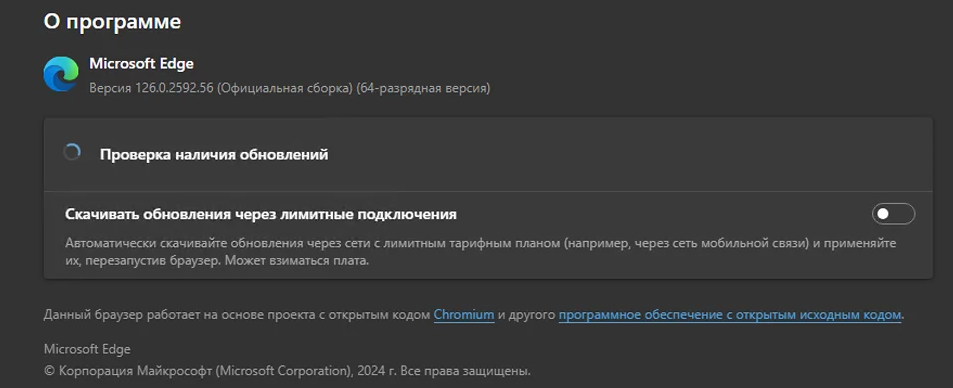 О программе
Microsoft Edge
Версия 126.0.2592.56 (Официальная сборка) (64-разрядная версия)
Проверка наличия обновлений
Скачивать обновления через лимитные подключения
Автоматически скачивайте обновления через сети с лимитным тарифным планом (например, через сеть мобильной связи) и применяйте
их, перезапустив браузер. Может взиматься плата.
Данный браузер работает на основе проекта с открытым кодом Chromium и другого программное обеспечение с открытым исходным кодом.
Microsoft Edge
© Корпорация Майкрософт (Microsoft Corporation), 2024 г. Все права защищены.